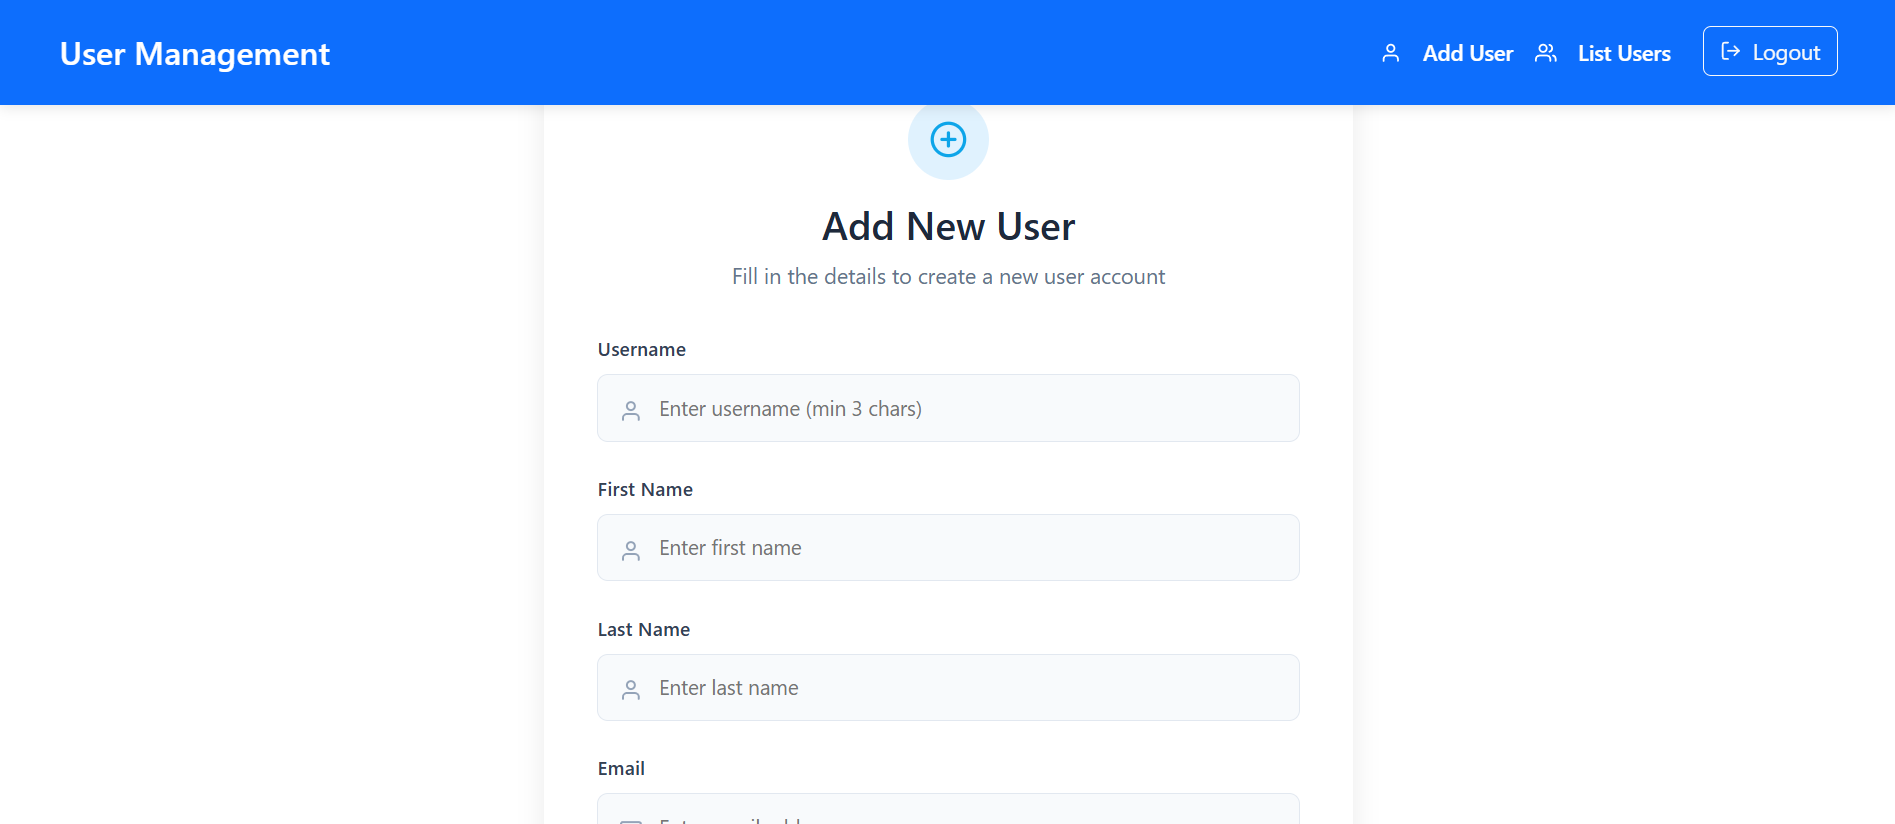 User Management
Add User
List Users
Logout
Add New User
Fill in the details to create a new user account
Username
Enter username (min 3 chars)
First Name
Enter first name
Last Name
Enter last name
Email